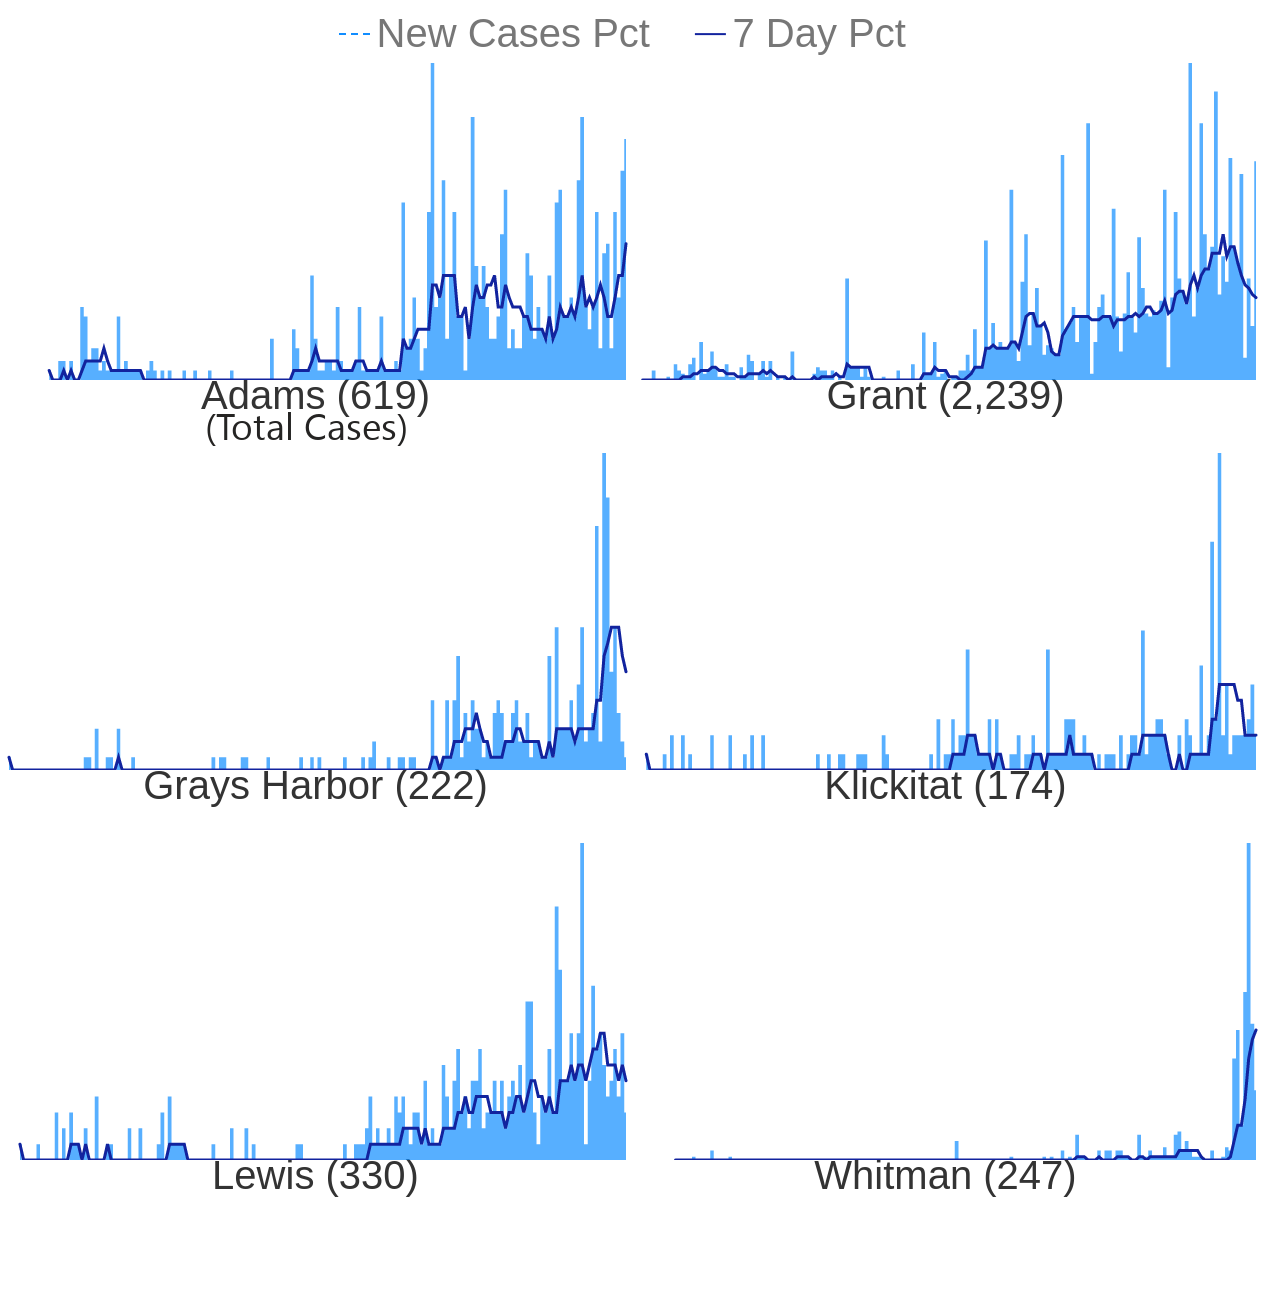 New Cases Pct 7 Day Pct
Adams (619) Grant (2,239)
(Total Cases)
Grays Harbor (222) Klickitat (174)
Lewis (330) Whitman (247)